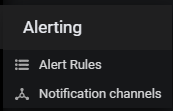 Alerting
Alert Rules
Notification channels